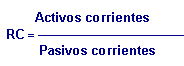 Activos corrientes
RC =
Pasivos corrientes